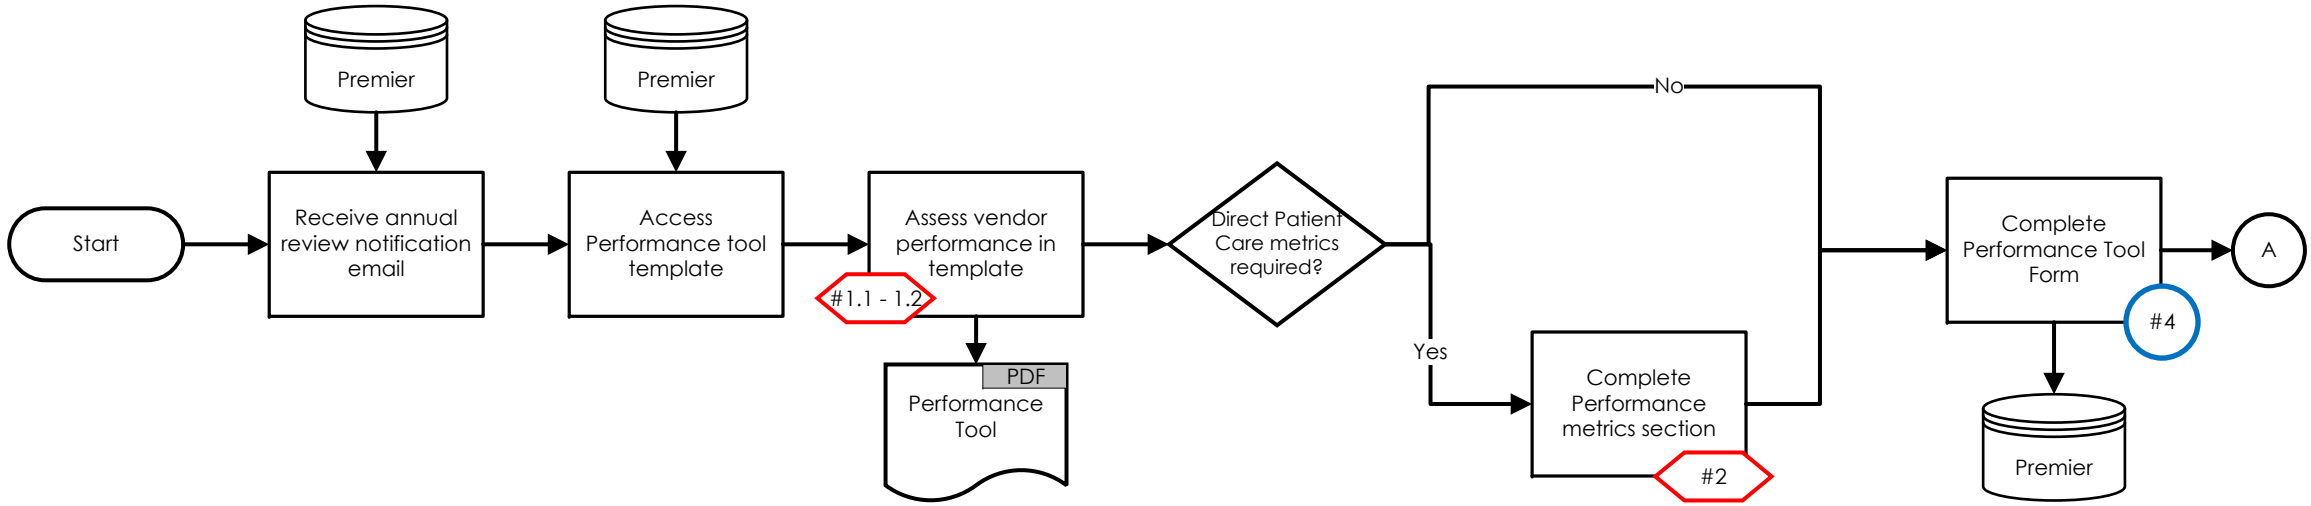 Premier
Premier
No
Start
Receive annual
review notification
email
Access
Performance tool
template
Assess vendor
performance in
template
#1.1 - 1.2
Direct Patient
Care metrics
required?
Complete
Performance Tool
Form
A
#4
Yes
PDF
Performance
Tool
Complete
Performance
metrics section
#2
Premier